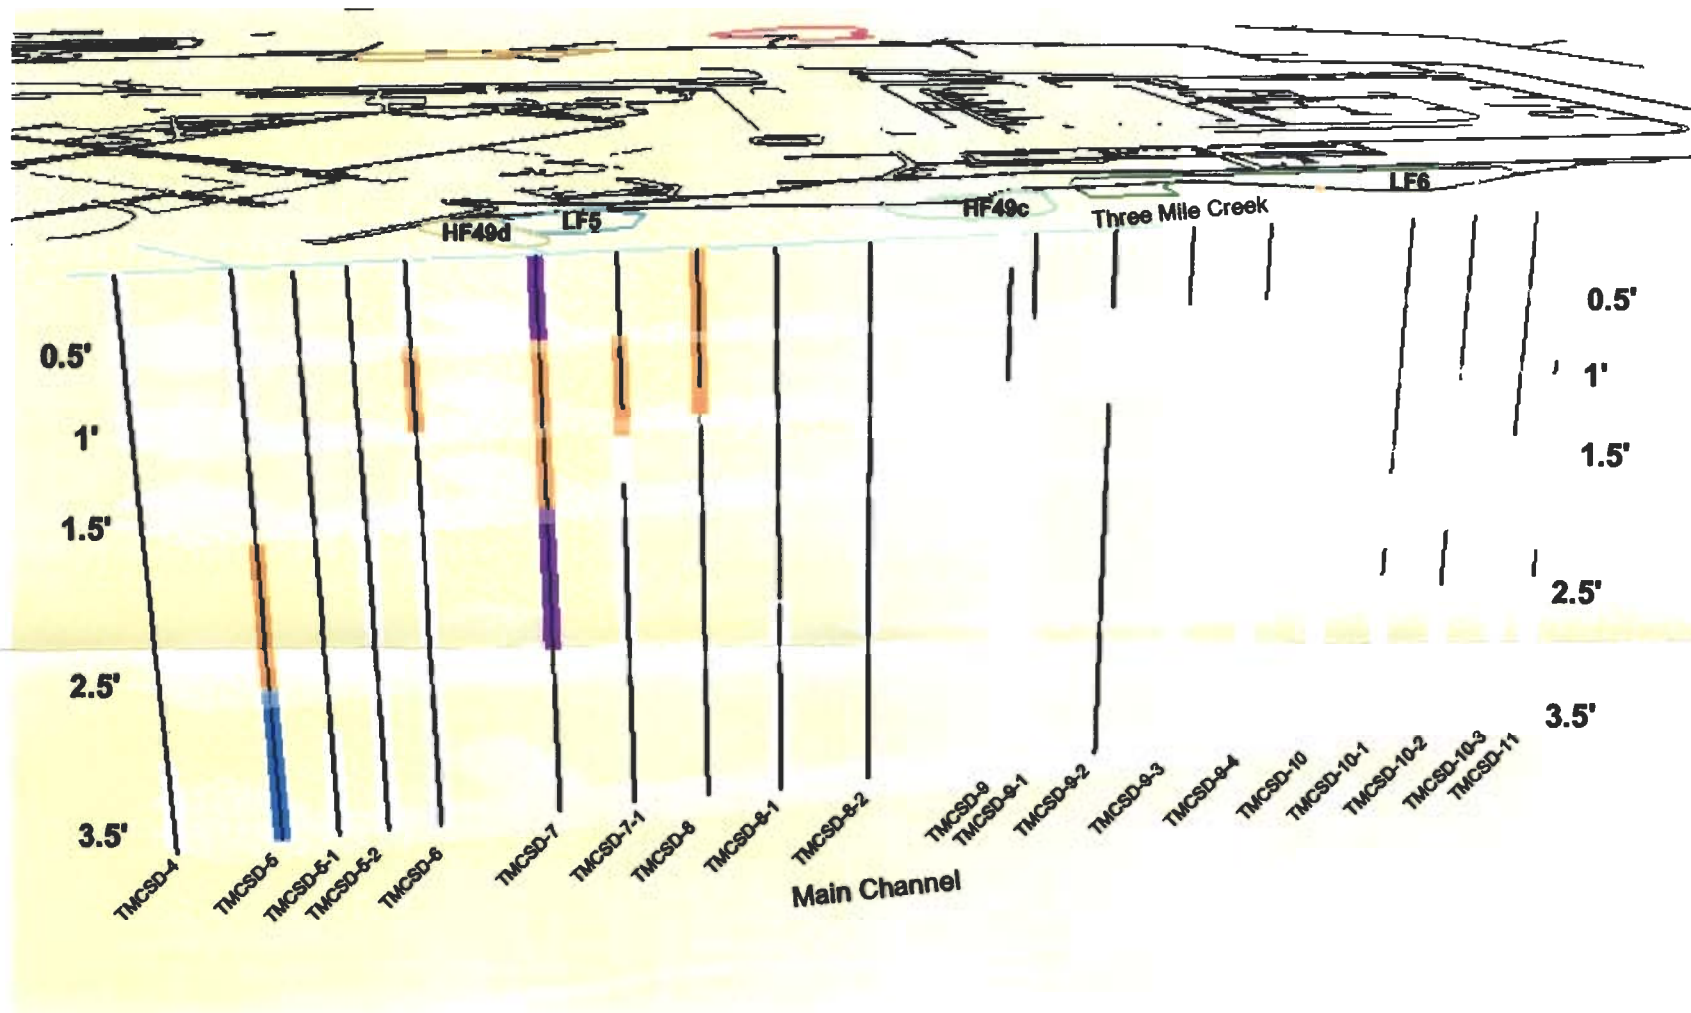 LF6
HF49c
Three Mile Creek
HF49d
LF5
0.5'
1'
1.5'
2.5'
3.5'
0.5'
1'
1.5'
2.5'
3.5'
TMCSD-4
TMCSD-5
TMCSD-5-1
TMCSD-5-2
TMCSD-6
TMCSD-7
TMCSD-7-1
TMCSD-8
TMCSD-8-1
TMCSD-8-2
TMCSD-9
TMCSD-9-1
TMCSD-9-2
TMCSD-9-3
TMCSD-9-4
TMCSD-10
TMCSD-10-1
TMCSD-10-2
TMCSD-10-3
TMCSD-11
Main Channel